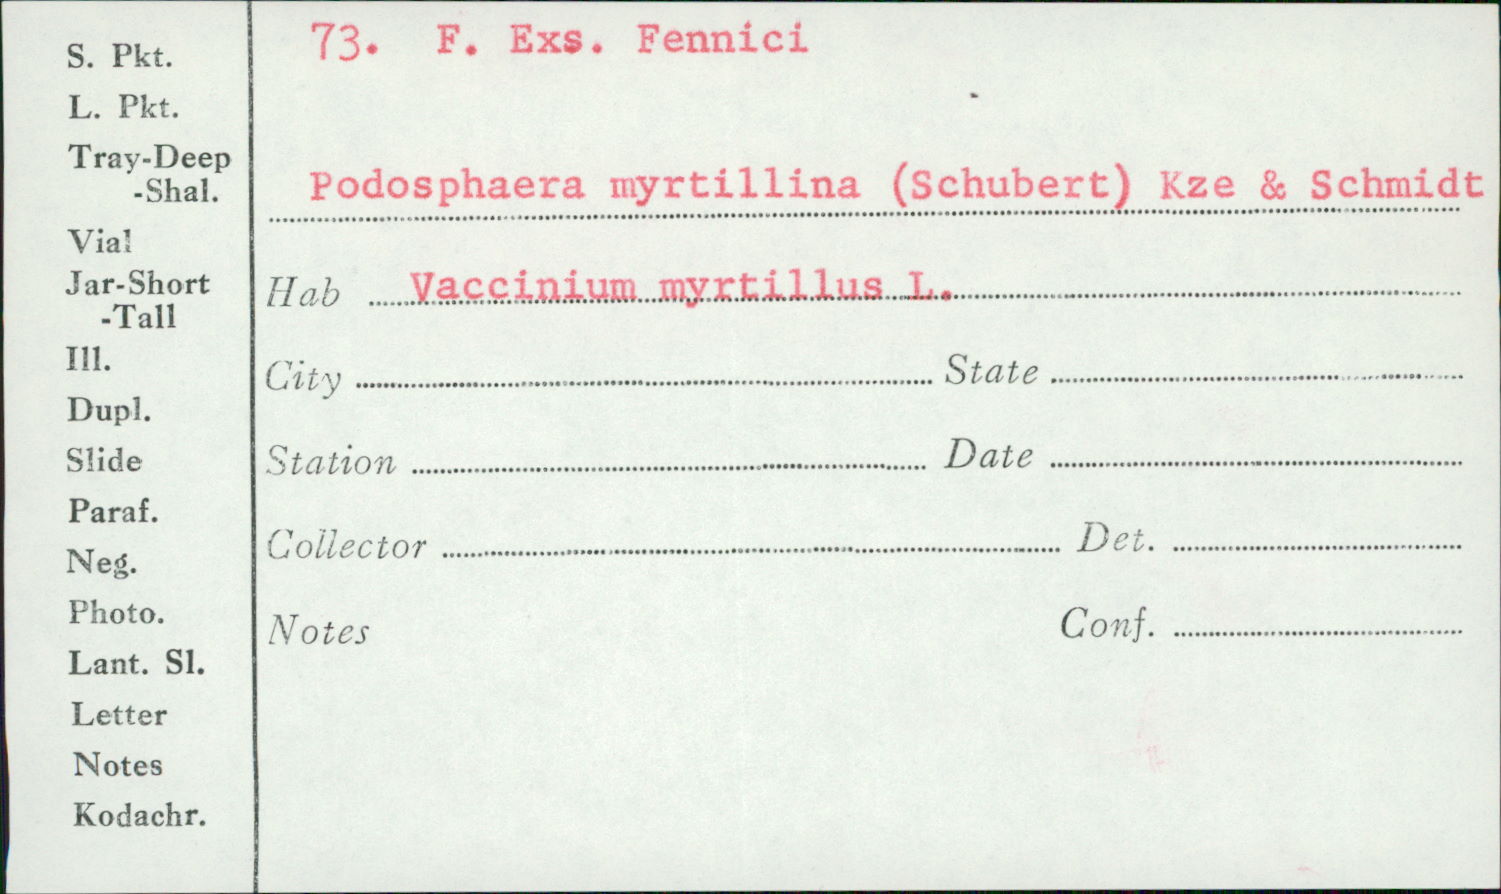 S. Pkt.
L. Pkt.
Tray-Deep
-Shal.
Vial
Jar-Short
-Tall
Ill.
Dupl.
Slide
Paraf.
Neg.
Photo.
Lant. Sl.
Letter
Notes
Kodachr.
73. F. Exs. Fennici
Podosphaera myrtillina (Schubert) Kze & Schmidt
Hab Vaccinium myrtillus L.
City State
Station Date
Collector Det.
Notes Conf.